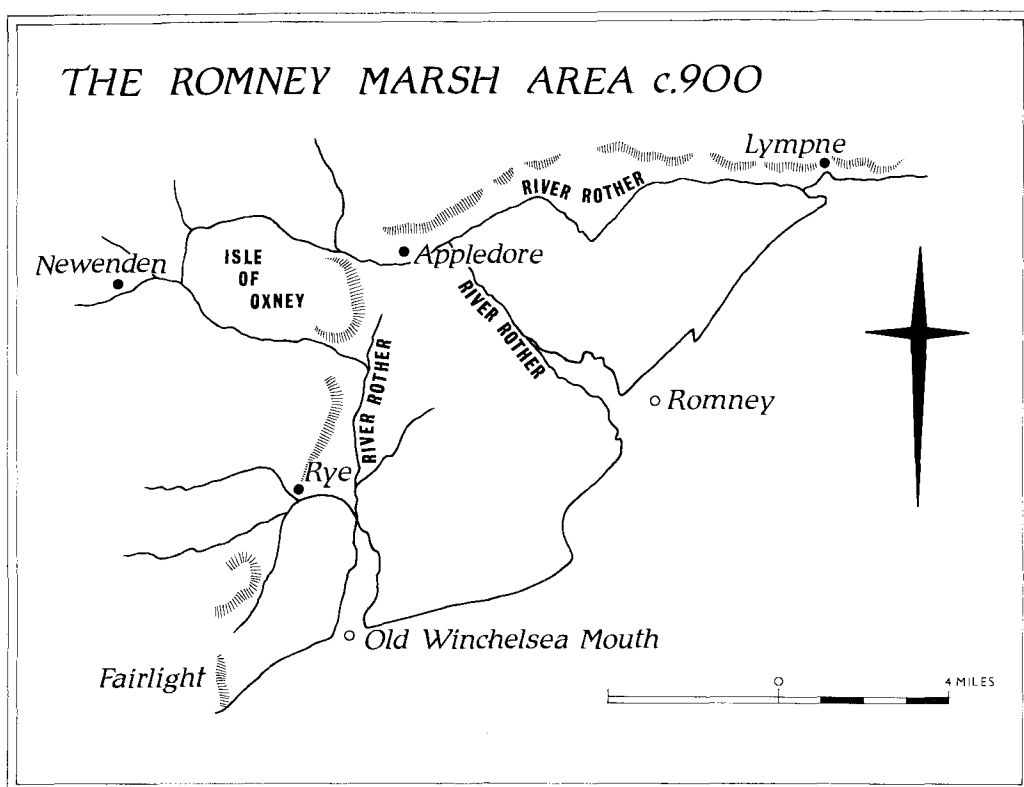 THE ROMNEY MARSH AREA c.900
Lympne
RIVER ROTHER
Newenden
ISLE
OF
OXNEY
Appledore
RIVER ROTHER
RIVER ROTHER
Romney
Rye
Old Winchelsea Mouth
Fairlight
O
4 MILES